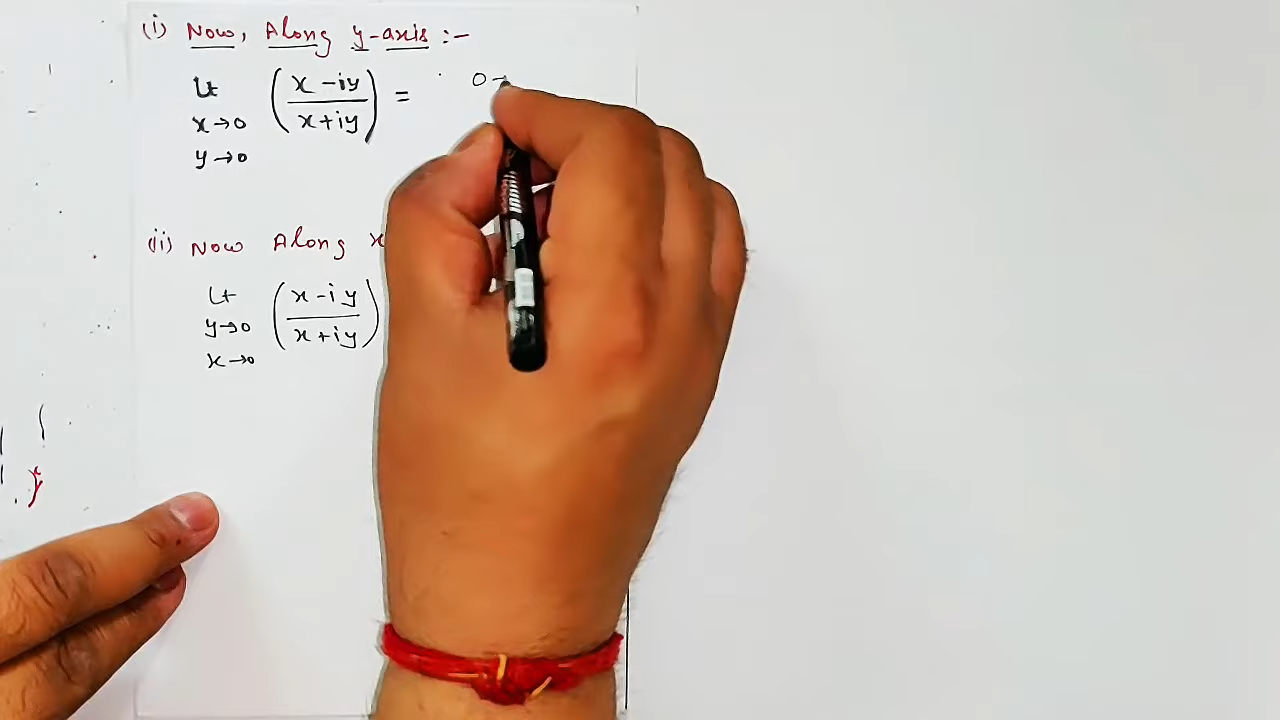 (i) Now, Along y-axis :-
Lt
x→0
y→0
(x - iy / x + iy) = 0 -
(ii) Now Along x
Lt
y→0
x→0
(x - iy / x + iy)